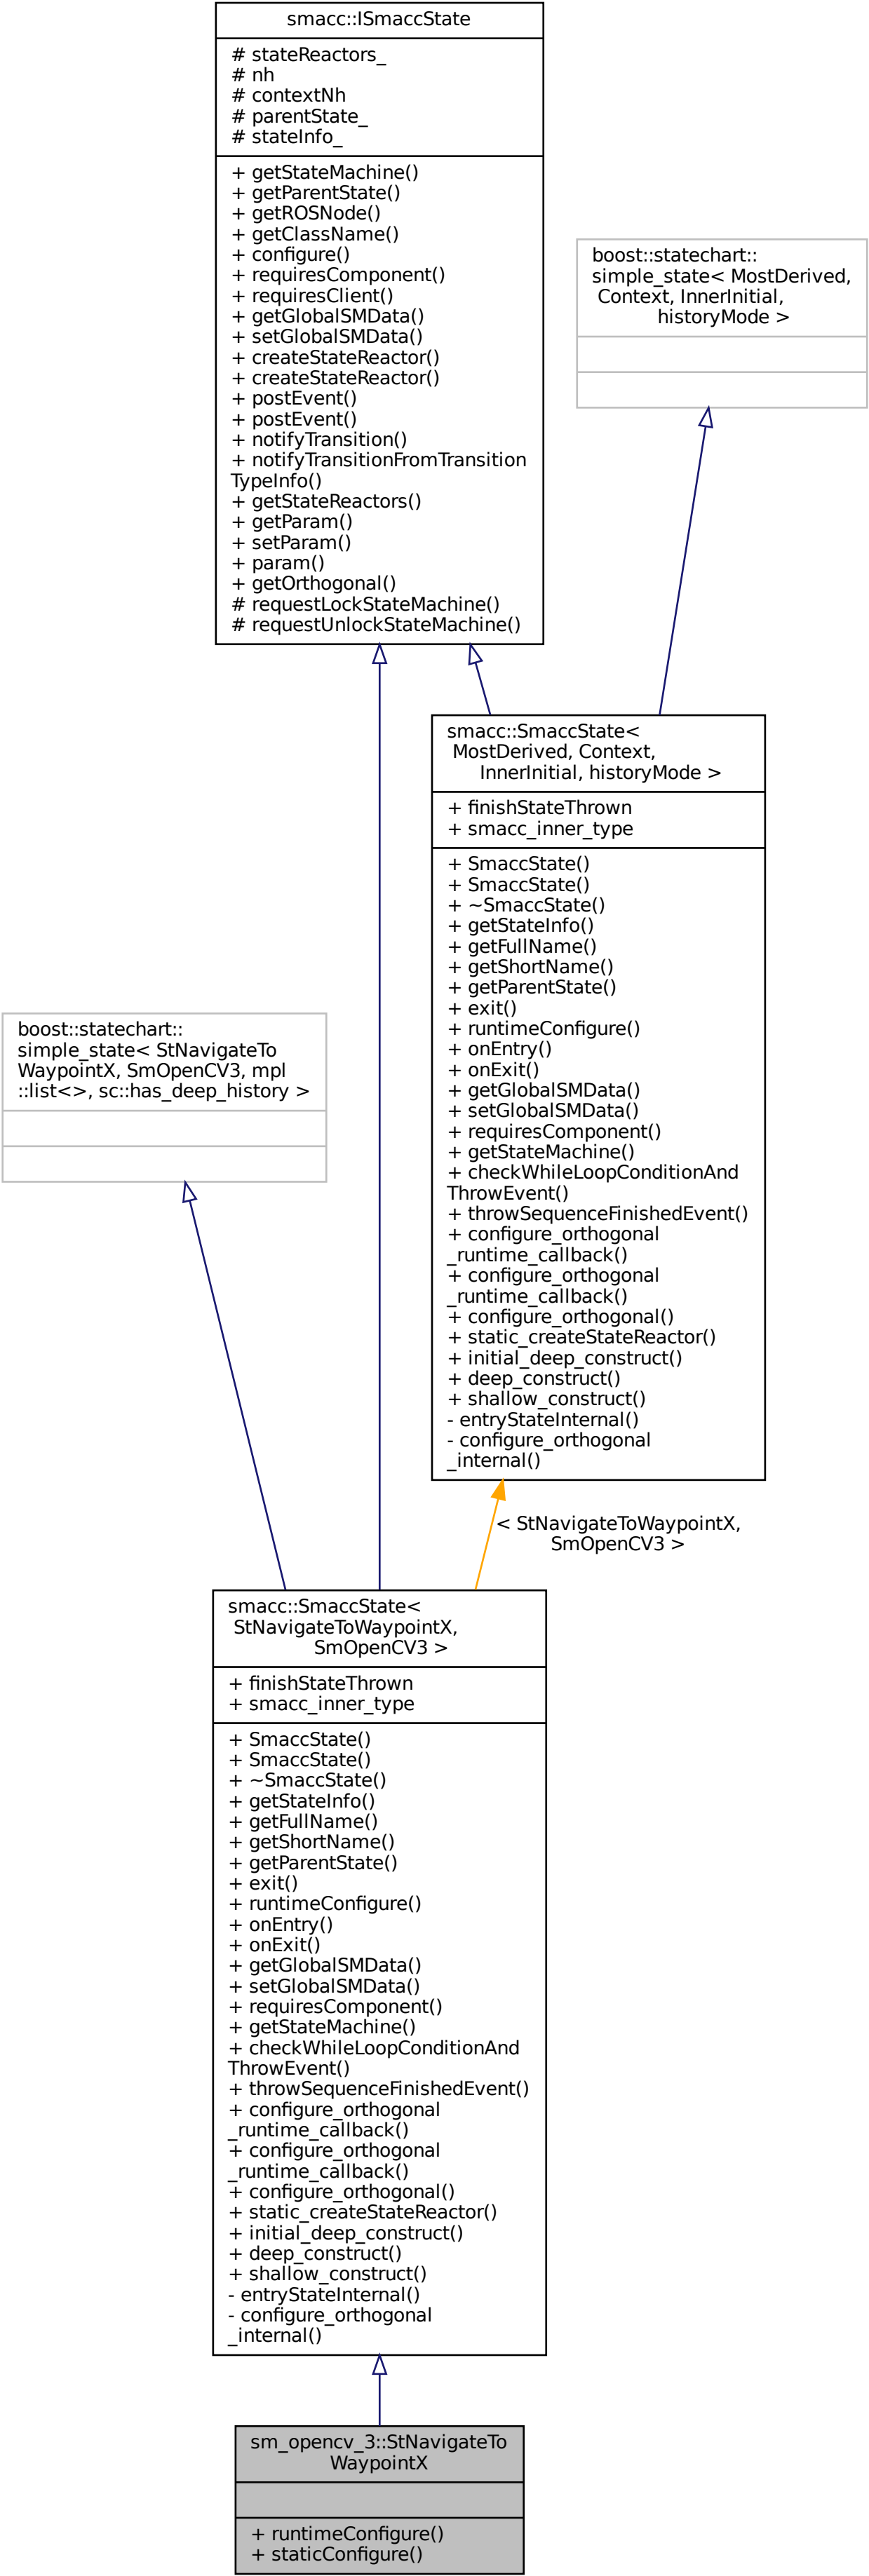 smacc::ISmaccState
# stateReactors_
# nh
# contextNh
# parentState_
# stateInfo_
+ getStateMachine()
+ getParentState()
+ getROSNode()
+ getClassName()
+ configure()
+ requiresComponent()
+ requiresClient()
+ getGlobalSMData()
+ setGlobalSMData()
+ createStateReactor()
+ createStateReactor()
+ postEvent()
+ postEvent()
+ notifyTransition()
+ notifyTransitionFromTransition
TypeInfo()
+ getStateReactors()
+ getParam()
+ setParam()
+ param()
+ getOrthogonal()
# requestLockStateMachine()
# requestUnlockStateMachine()
boost::statechart::
simple_state< MostDerived,
Context, InnerInitial,
historyMode >
smacc::SmaccState<
MostDerived, Context,
InnerInitial, historyMode >
+ finishStateThrown
+ smacc_inner_type
+ SmaccState()
+ SmaccState()
+ ~SmaccState()
+ getStateInfo()
+ getFullName()
+ getShortName()
+ getParentState()
+ exit()
+ runtimeConfigure()
+ onEntry()
+ onExit()
+ getGlobalSMData()
+ setGlobalSMData()
+ requiresComponent()
+ getStateMachine()
+ checkWhileLoopConditionAnd
ThrowEvent()
+ throwSequenceFinishedEvent()
+ configure_orthogonal
_runtime_callback()
+ configure_orthogonal
_runtime_callback()
+ configure_orthogonal()
+ static_createStateReactor()
+ initial_deep_construct()
+ deep_construct()
+ shallow_construct()
- entryStateInternal()
- configure_orthogonal
_internal()
boost::statechart::
simple_state< StNavigateTo
WaypointX, SmOpenCV3, mpl
::list<>, sc::has_deep_history >
< StNavigateToWaypointX,
SmOpenCV3 >
smacc::SmaccState<
StNavigateToWaypointX,
SmOpenCV3 >
+ finishStateThrown
+ smacc_inner_type
+ SmaccState()
+ SmaccState()
+ ~SmaccState()
+ getStateInfo()
+ getFullName()
+ getShortName()
+ getParentState()
+ exit()
+ runtimeConfigure()
+ onEntry()
+ onExit()
+ getGlobalSMData()
+ setGlobalSMData()
+ requiresComponent()
+ getStateMachine()
+ checkWhileLoopConditionAnd
ThrowEvent()
+ throwSequenceFinishedEvent()
+ configure_orthogonal
_runtime_callback()
+ configure_orthogonal
_runtime_callback()
+ configure_orthogonal()
+ static_createStateReactor()
+ initial_deep_construct()
+ deep_construct()
+ shallow_construct()
- entryStateInternal()
- configure_orthogonal
_internal()
sm_opencv_3::StNavigateTo
WaypointX
+ runtimeConfigure()
+ staticConfigure()